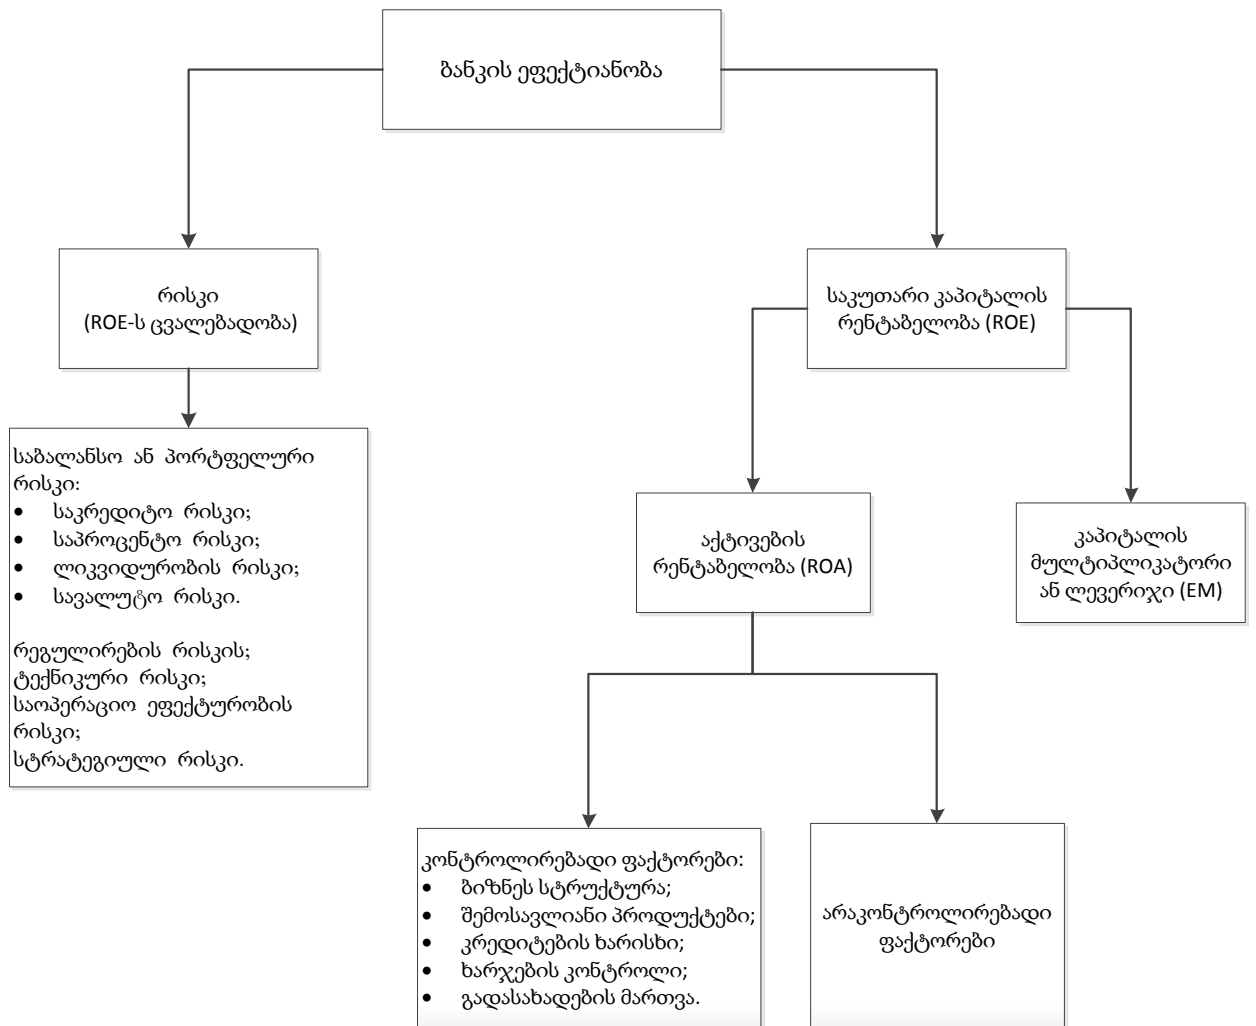 ბანკის ეფექტიანობა
რისკი
(ROE-ს ცვალებადობა)
საკუთარი კაპიტალის
რენტაბელობა (ROE)
საბალანსო ან პორტფელური
რისკი:
• საკრედიტო რისკი;
• საპროცენტო რისკი;
• ლიკვიდურობის რისკი;
• სავალუტო რისკი.
რეგულირების რისკის;
ტექნიკური რისკი;
საოპერაციო ეფექტურობის
რისკი;
სტრატეგიული რისკი.
აქტივების
რენტაბელობა (ROA)
კაპიტალის
მულტიპლიკატორი
ან ლევერიჯი (EM)
კონტროლირებადი ფაქტორები:
• ბიზნეს სტრუქტურა;
• შემოსავლიანი პროდუქტები;
• კრედიტების ხარისხი;
• ხარჯების კონტროლი;
• გადასახადების მართვა.
არაკონტროლირებადი
ფაქტორები